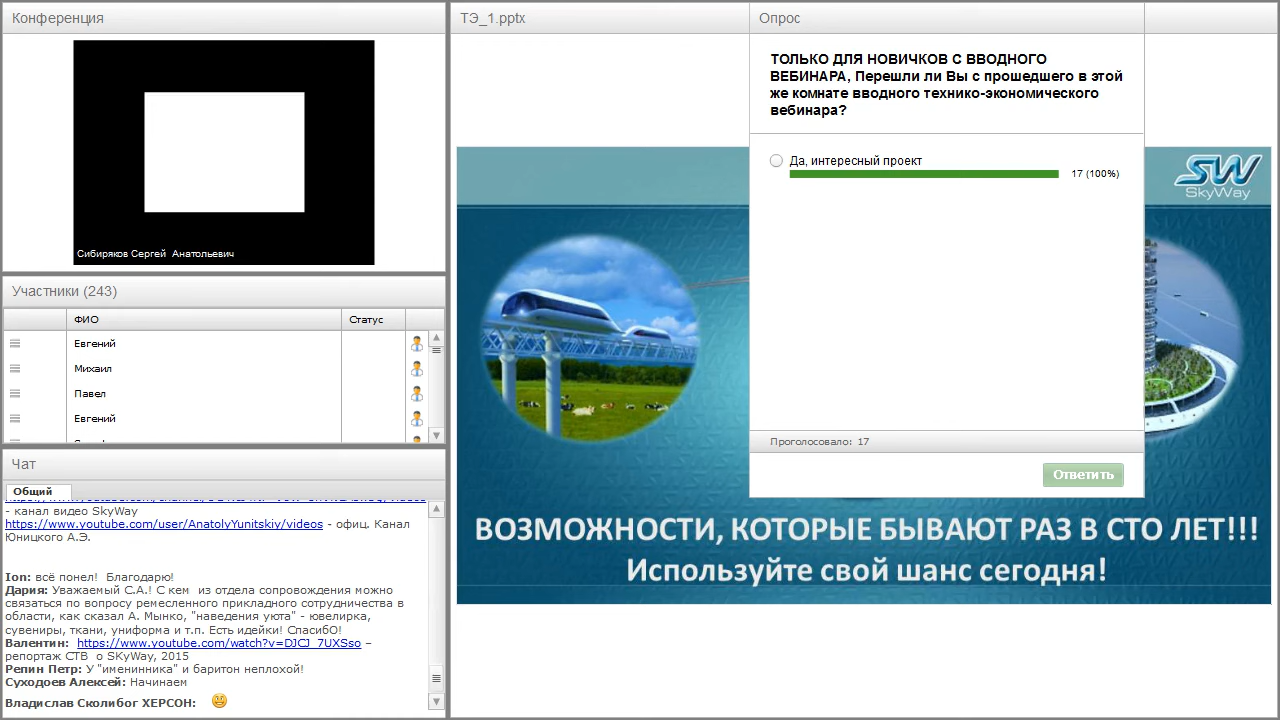 Конференция
Сибиряков Сергей Анатольевич
Участники (243)
ФИО
Статус
Евгений
Михаил
Павел
Евгений
Чат
Общий
- канал видео SkyWay
https://www.youtube.com/user/AnatolyYunitskiy/videos - офиц. Канал
Юницкого А.Э.
Ion: всё понел! Благодарю!
Дария: Уважаемый С.А.! С кем из отдела сопровождения можно
связаться по вопросу ремесленного прикладного сотрудничества в
области, как сказал А. Мынко, "наведения уюта" - ювелирка,
сувениры, ткани, униформа и т.п. Есть идейки! СпасибО!
Валентин: https://www.youtube.com/watch?v=DJCJ_7UXSso –
репортаж СТВ о SKyWay, 2015
Репин Петр: У "именинника" и баритон неплохой!
Суходоев Алексей: Начинаем
Владислав Сколибог ХЕРСОН:
ТЭ_1.pptx
Опрос
ТОЛЬКО ДЛЯ НОВИЧКОВ С ВВОДНОГО
ВЕБИНАРА, Перешли ли Вы с прошедшего в этой
же комнате вводного технико-экономического
вебинара?
Да, интересный проект
17 (100%)
Проголосовало: 17
Ответить
SW
SkyWay
ВОЗМОЖНОСТИ, КОТОРЫЕ БЫВАЮТ РАЗ В СТО ЛЕТ!!!
Используйте свой шанс сегодня!